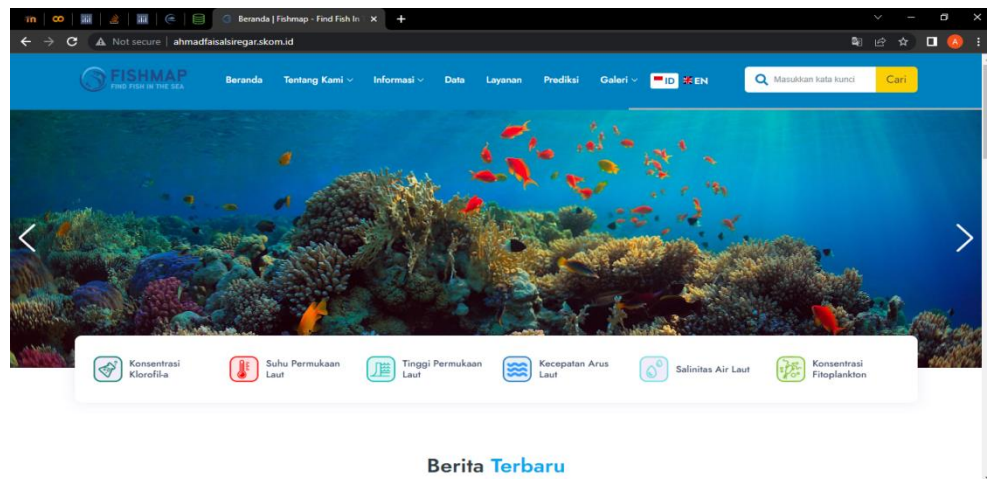 Beranda | Fishmap - Find Fish In
Not secure | ahmadfaisalsiregar.skom.id
FISHMAP
FIND FISH IN THE SEA
Beranda Tentang Kami Informasi Data Layanan Prediksi Galeri ID EN Masukkan kata kunci Cari
Konsentrasi
Klorofil-a
Suhu Permukaan
Laut
Tinggi Permukaan
Laut
Kecepatan Arus
Laut
Salinitas Air Laut
Konsentrasi
Fitoplankton
Berita Terbaru